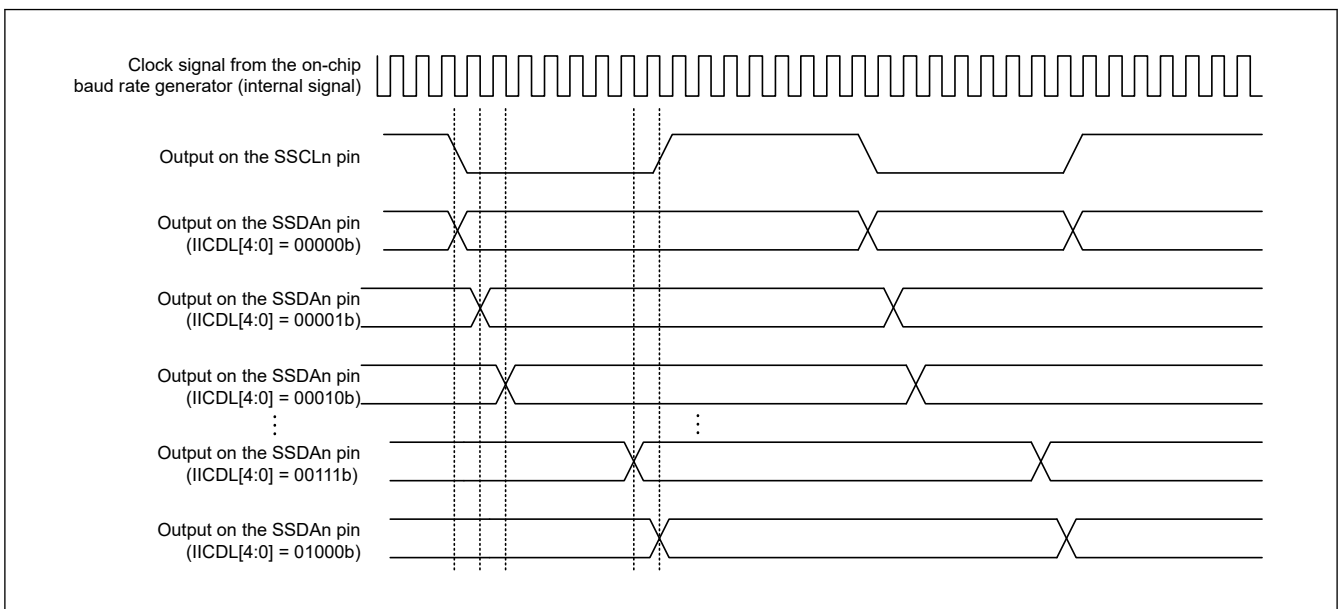 Clock signal from the on-chip
baud rate generator (internal signal)
Output on the SSCLn pin
Output on the SSDAn pin
(IICDL[4:0] = 00000b)
Output on the SSDAn pin
(IICDL[4:0] = 00001b)
Output on the SSDAn pin
(IICDL[4:0] = 00010b)
Output on the SSDAn pin
(IICDL[4:0] = 00111b)
Output on the SSDAn pin
(IICDL[4:0] = 01000b)